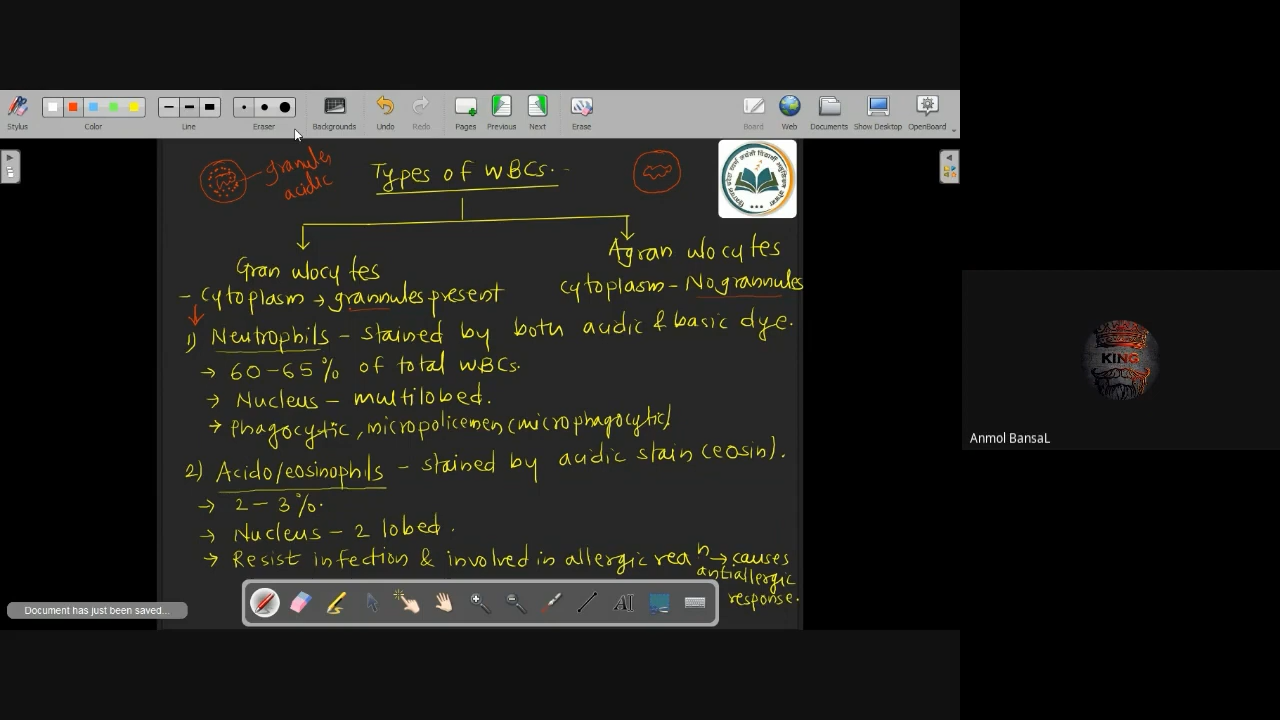 Stylus
Color
Line
Eraser
Backgrounds
Undo
Redo
Pages
Previous
Next
Erase
Board
Web
Documents
Show Desktop
OpenBoard
granules
acidic
Types of WBCs.
Granulocytes
Agranulocytes
- cytoplasm → grannules present
cytoplasm - No grannules
1) Neutrophils - stained by both acidic & basic dye.
→ 60-65% of total WBCs.
→ Nucleus - multilobed.
→ Phagocytic, micropolicemen (microphagocytic)
2) Acido/eosinophils - stained by acidic stain (eosin).
→ 2-3%.
→ Nucleus - 2 lobed.
→ Resist infection & involved in allergic rea n → causes
antiallergic
response.
Document has just been saved...
KING
Anmol BansaL